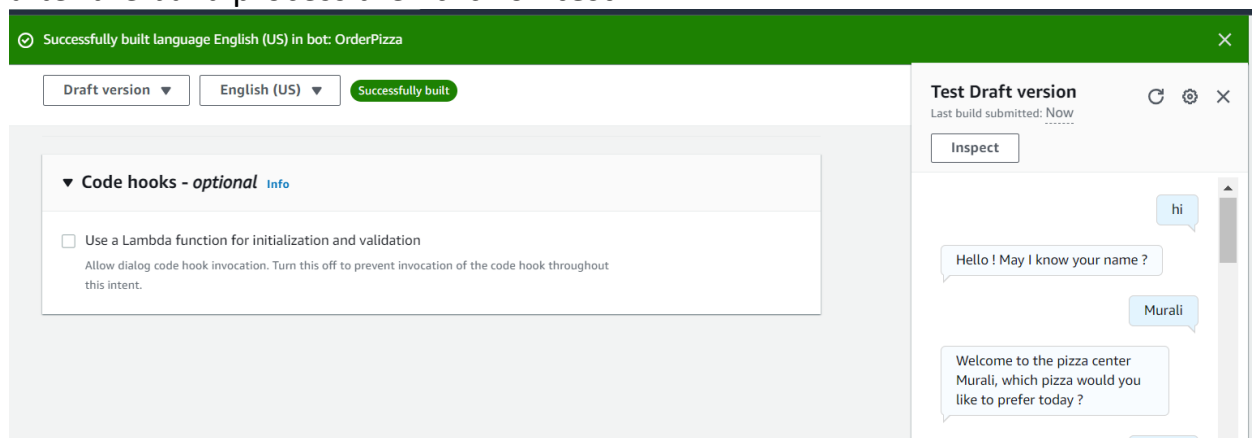 Successfully built language English (US) in bot: OrderPizza
Draft version
English (US)
Successfully built
Code hooks - optional Info
Use a Lambda function for initialization and validation
Allow dialog code hook invocation. Turn this off to prevent invocation of the code hook throughout
this intent.
Test Draft version
Last build submitted: Now
Inspect
hi
Hello ! May I know your name ?
Murali
Welcome to the pizza center
Murali, which pizza would you
like to prefer today ?